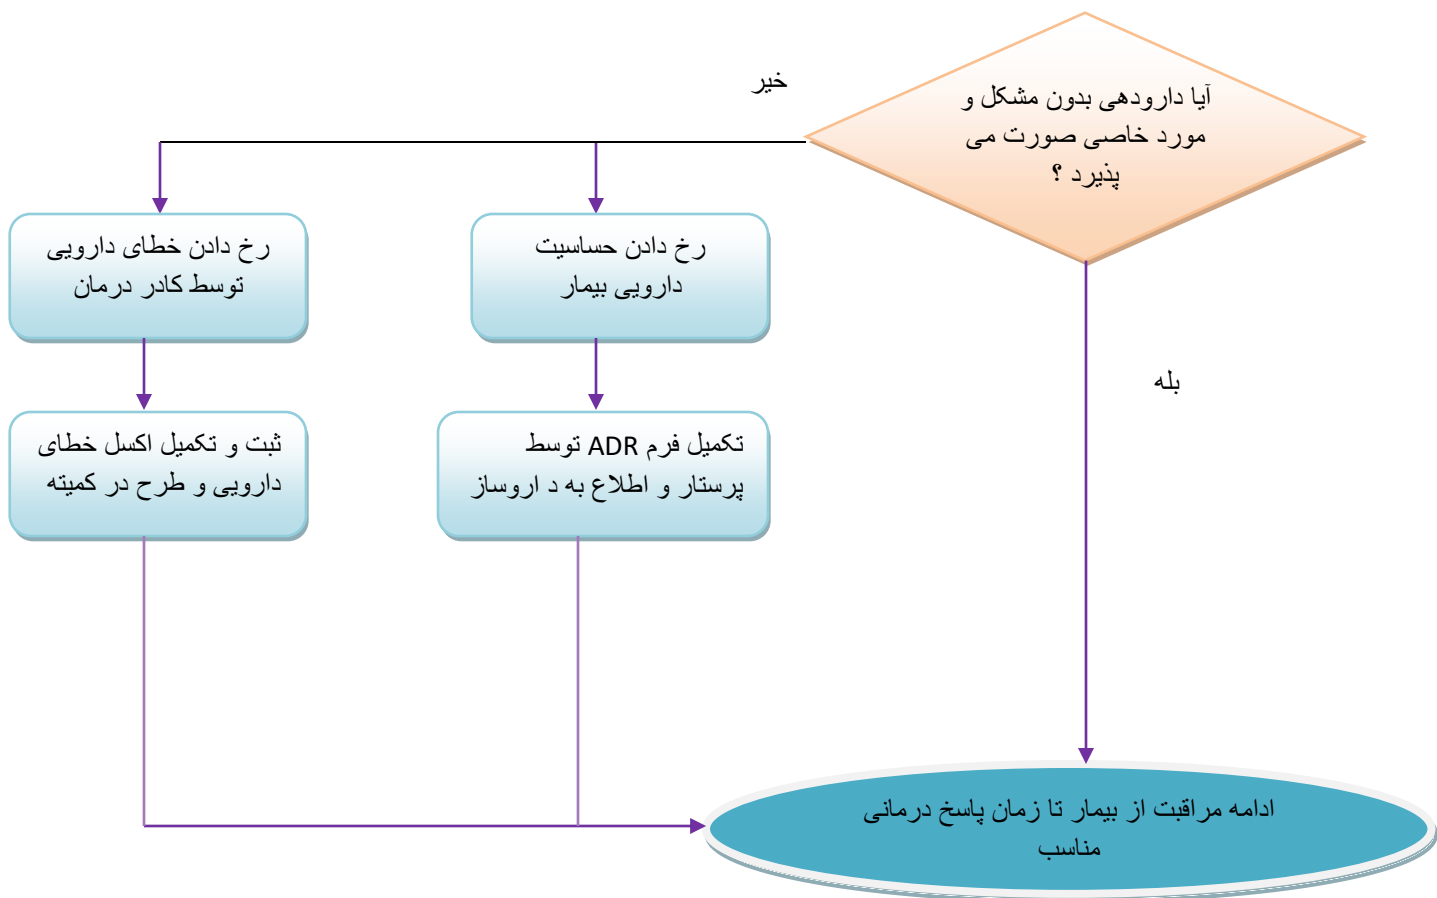 آیا دارودهی بدون مشکل و
مورد خاصی صورت می
پذیرد ؟
خیر
رخ دادن حساسیت
دارویی بیمار
رخ دادن خطای دارویی
توسط کادر درمان
بله
تکمیل فرم ADR توسط
پرستار و اطلاع به د اروساز
ثبت و تکمیل اکسل خطای
دارویی و طرح در کمیته
ادامه مراقبت از بیمار تا زمان پاسخ درمانی
مناسب